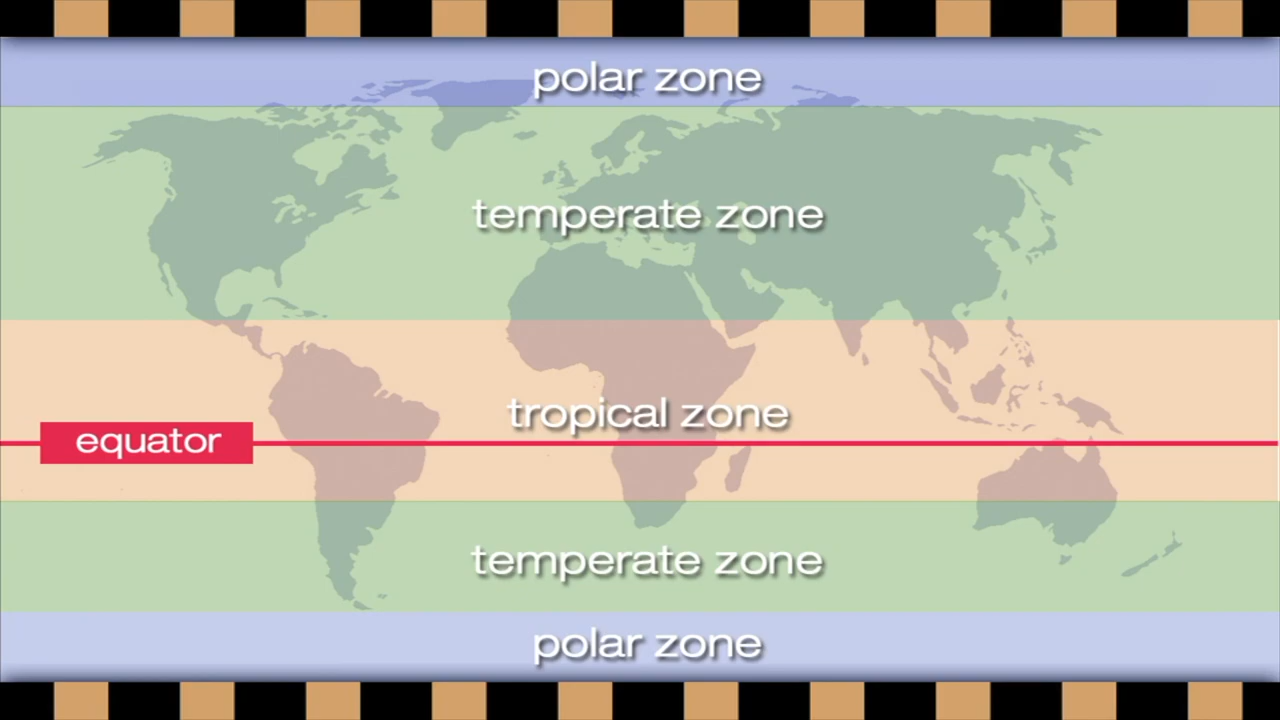 polar zone
temperate zone
tropical zone
equator
temperate zone
polar zone